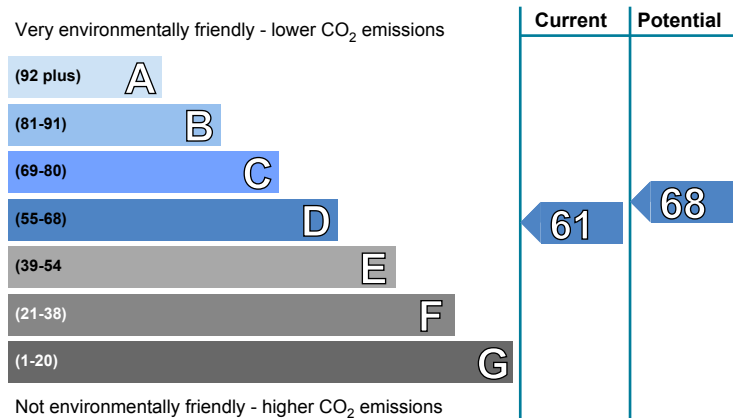 Current Potential
Very environmentally friendly - lower CO2 emissions
(92 plus) A
(81-91) B
(69-80) C
(55-68) D
61 68
(39-54 E
(21-38) F
(1-20) G
Not environmentally friendly - higher CO2 emissions